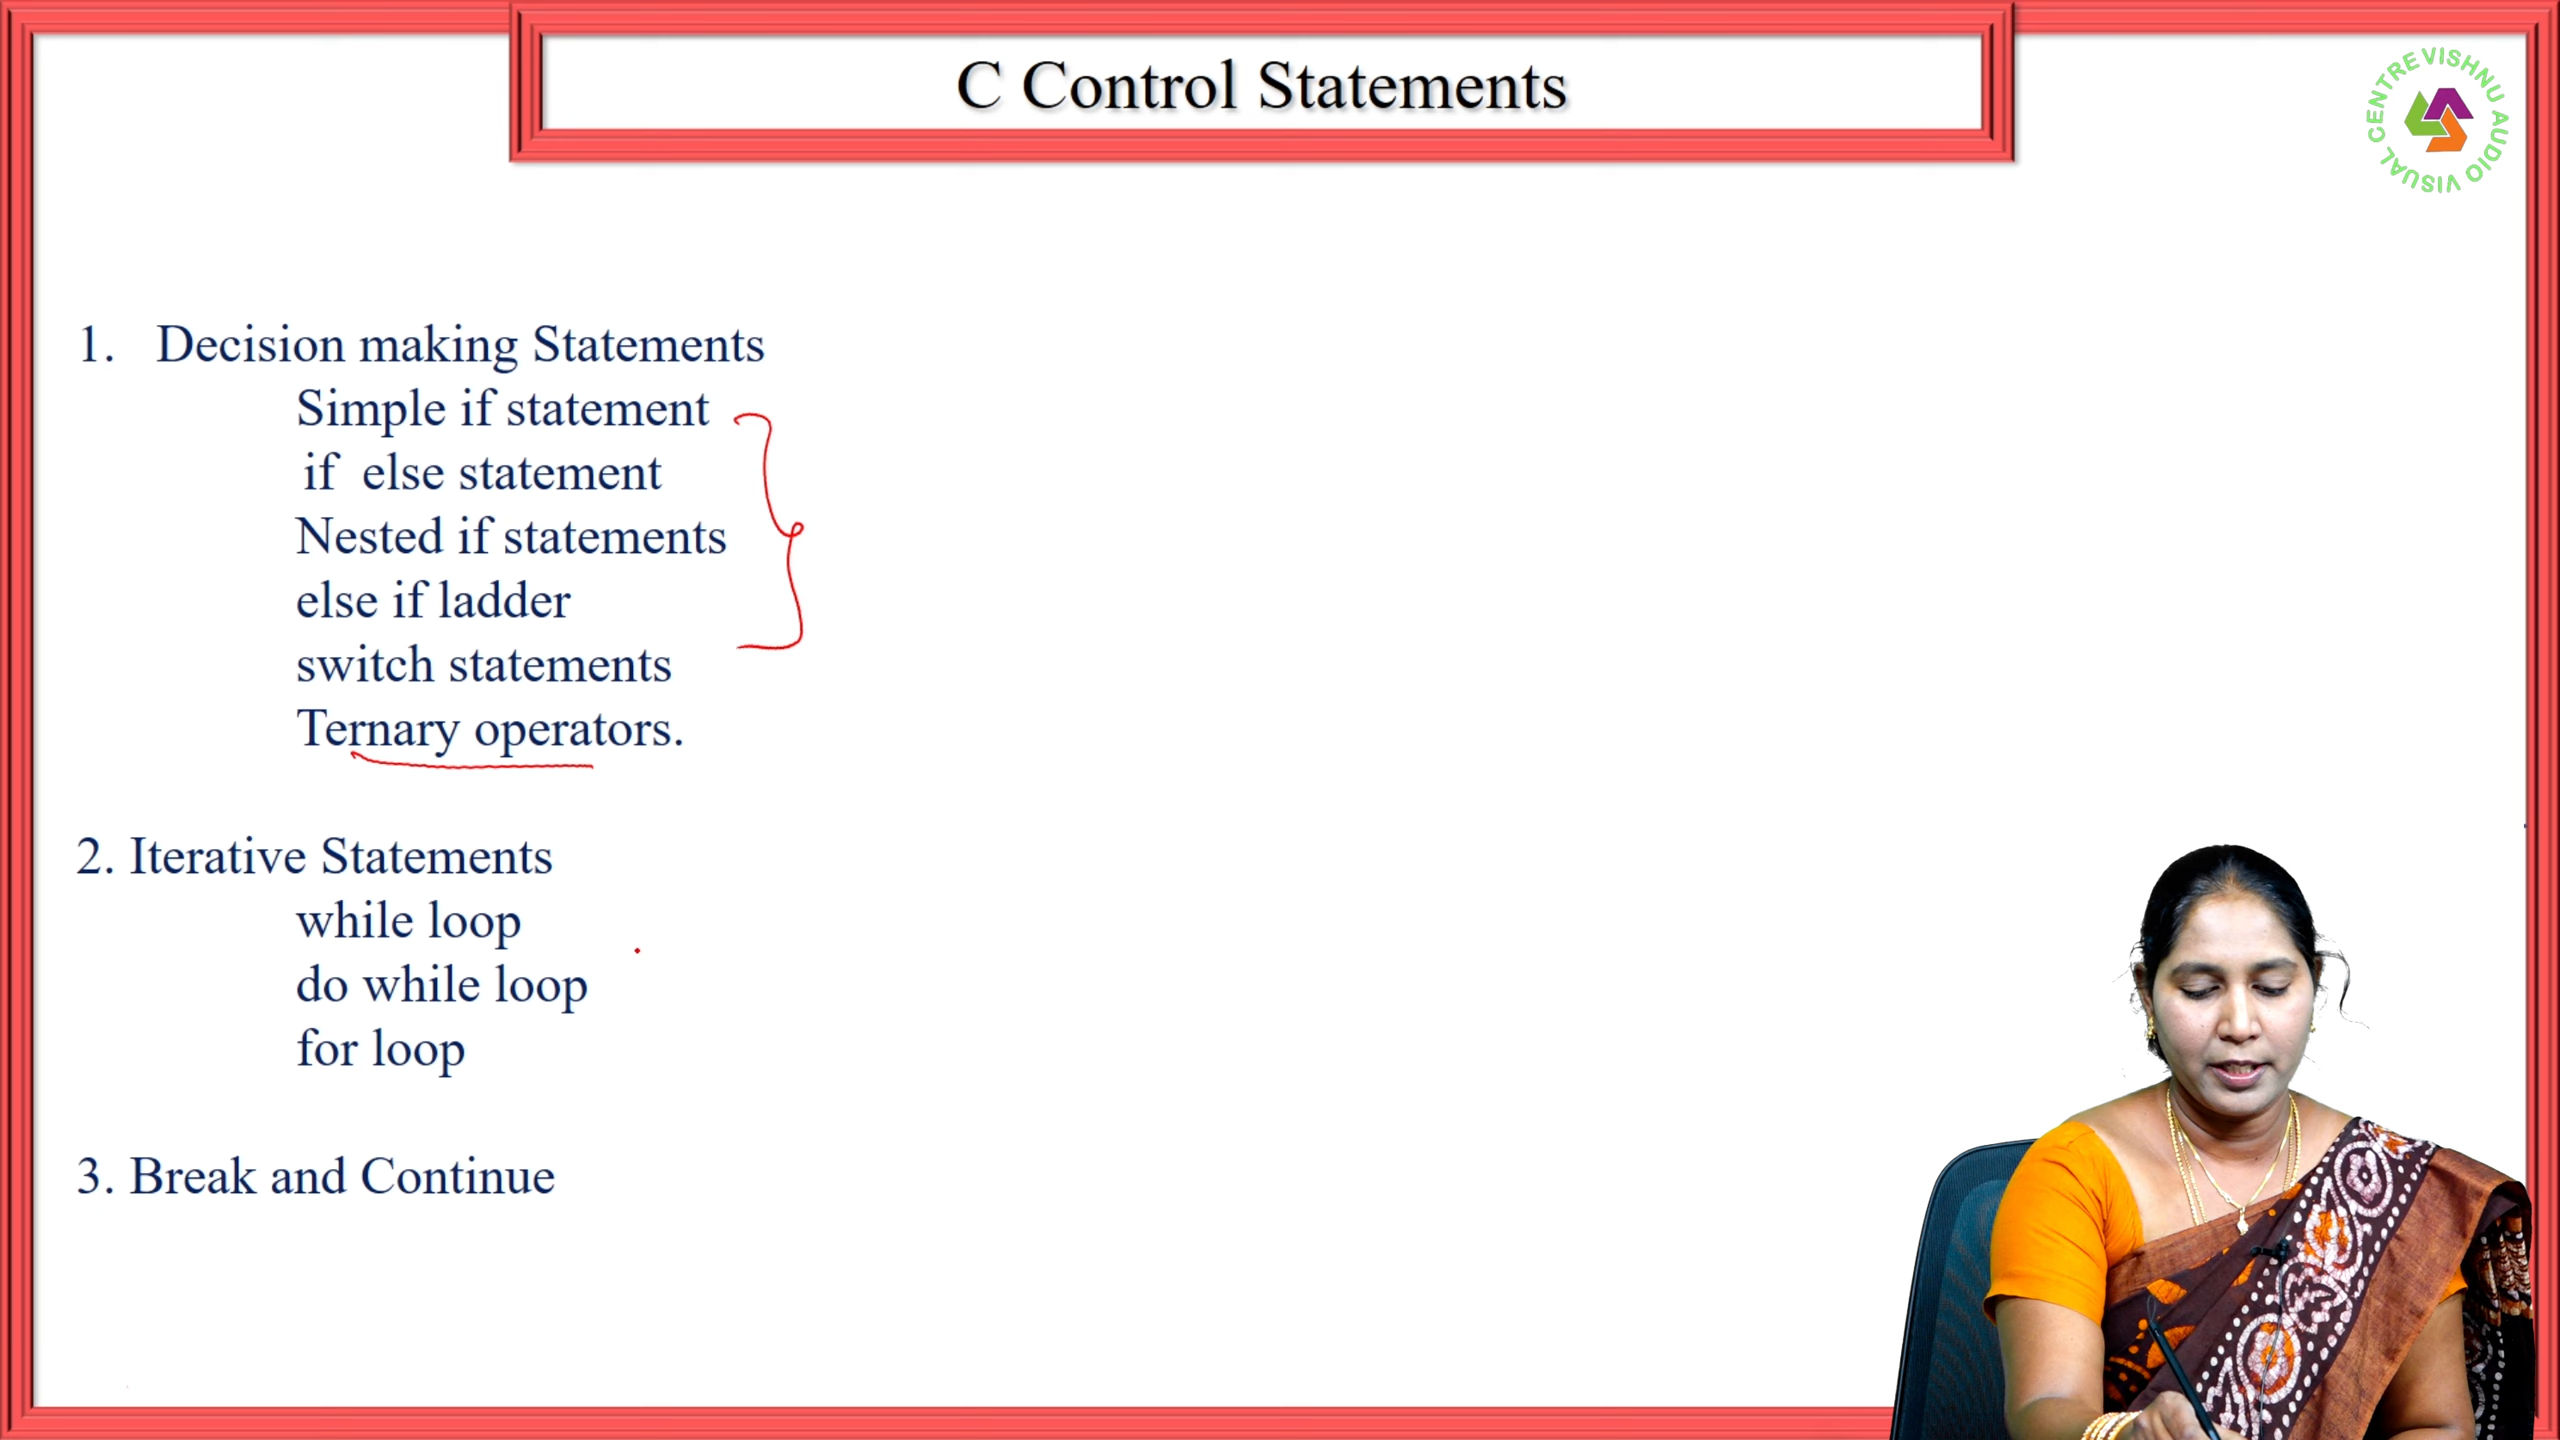 C Control Statements
VISHNU AUDIO VISUAL CENTRE
1. Decision making Statements
Simple if statement
if else statement
Nested if statements
else if ladder
switch statements
Ternary operators.
2. Iterative Statements
while loop
do while loop
for loop
3. Break and Continue